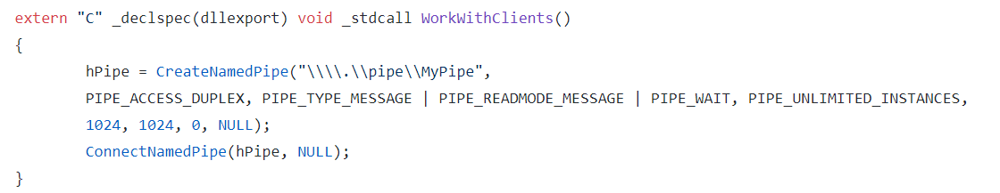 extern "C" _declspec(dllexport) void _stdcall WorkWithClients()
{
hPipe = CreateNamedPipe("\\\\.\\pipe\\MyPipe",
PIPE_ACCESS_DUPLEX, PIPE_TYPE_MESSAGE | PIPE_READMODE_MESSAGE | PIPE_WAIT, PIPE_UNLIMITED_INSTANCES,
1024, 1024, 0, NULL);
ConnectNamedPipe(hPipe, NULL);
}